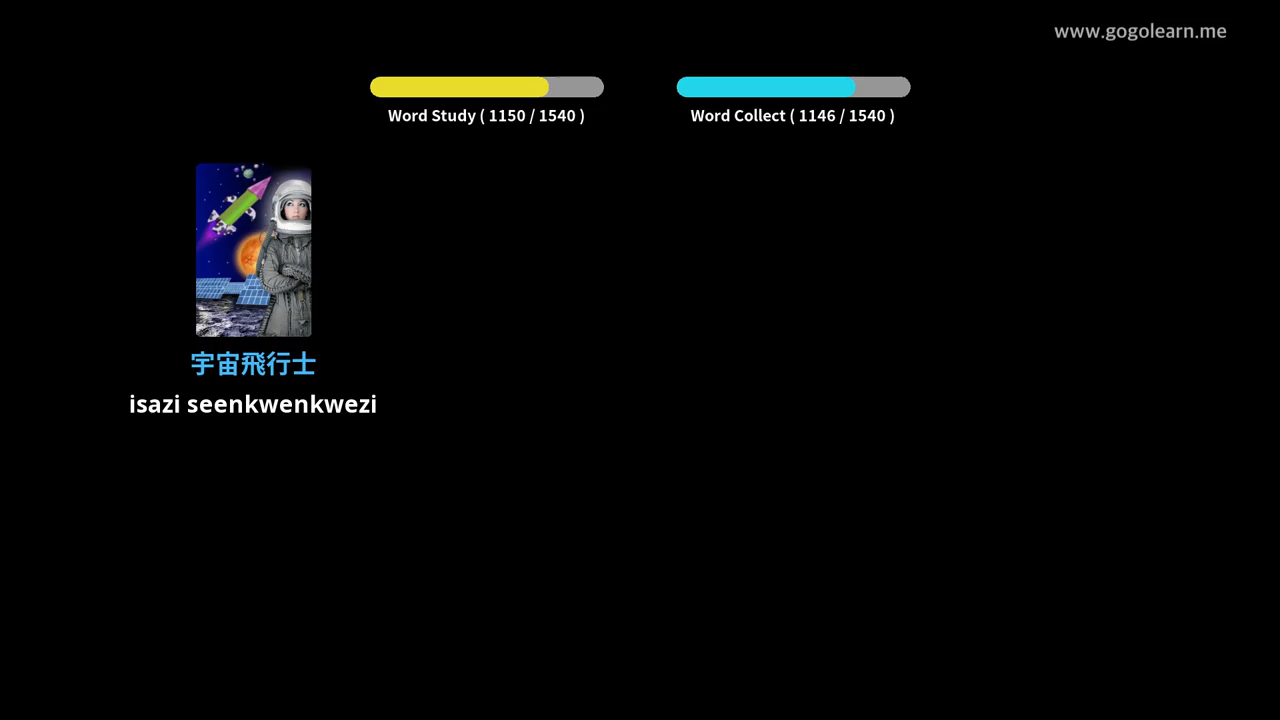 www.gogolearn.me
Word Study ( 1150 / 1540 )
Word Collect ( 1146 / 1540 )
宇宙飛行士
isazi seenkwenkwezi